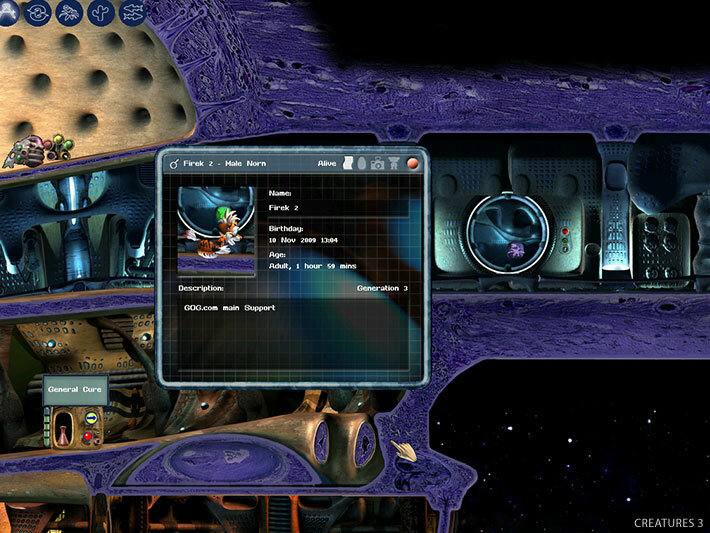 Firek 2 - Male Norn
Alive
Name:
Firek 2
Birthday:
10 Nov 2009 13:04
Age:
Adult, 1 hour 59 mins
Description:
Generation 3
GOG.com main Support
General Cure
CREATURES 3